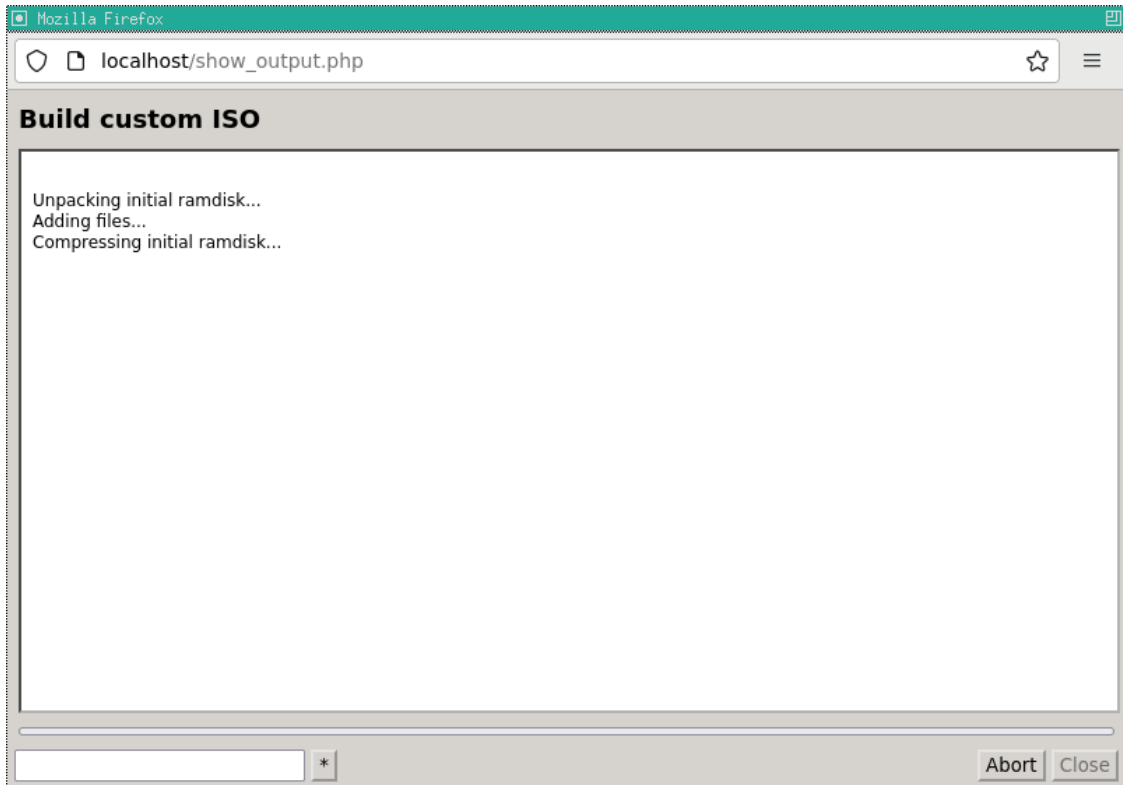 Mozilla Firefox
localhost/show_output.php
Build custom ISO
Unpacking initial ramdisk...
Adding files...
Compressing initial ramdisk...
*
Abort
Close